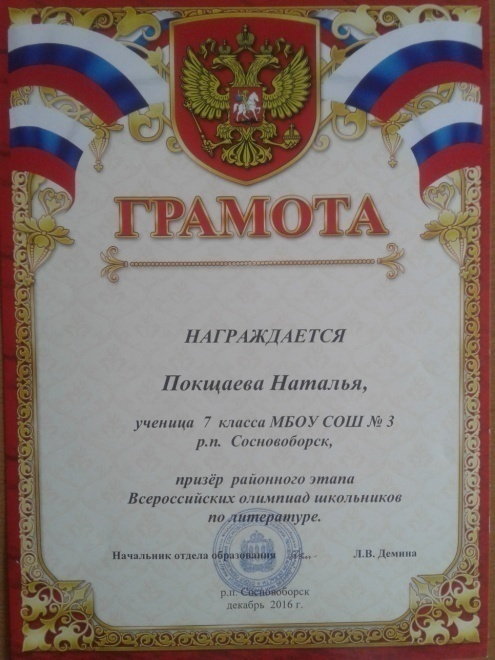 ГРАМОТА
НАГРАЖДАЕТСЯ
Покщаева Наталья,
ученица 7 класса МБОУ СОШ № 3
р.п. Сосновоборск,
призёр районного этапа
Всероссийских олимпиад школьников
по литературе.
Начальник отдела образования Л.В. Демина
р.п. Сосновоборск
декабрь 2016 г.